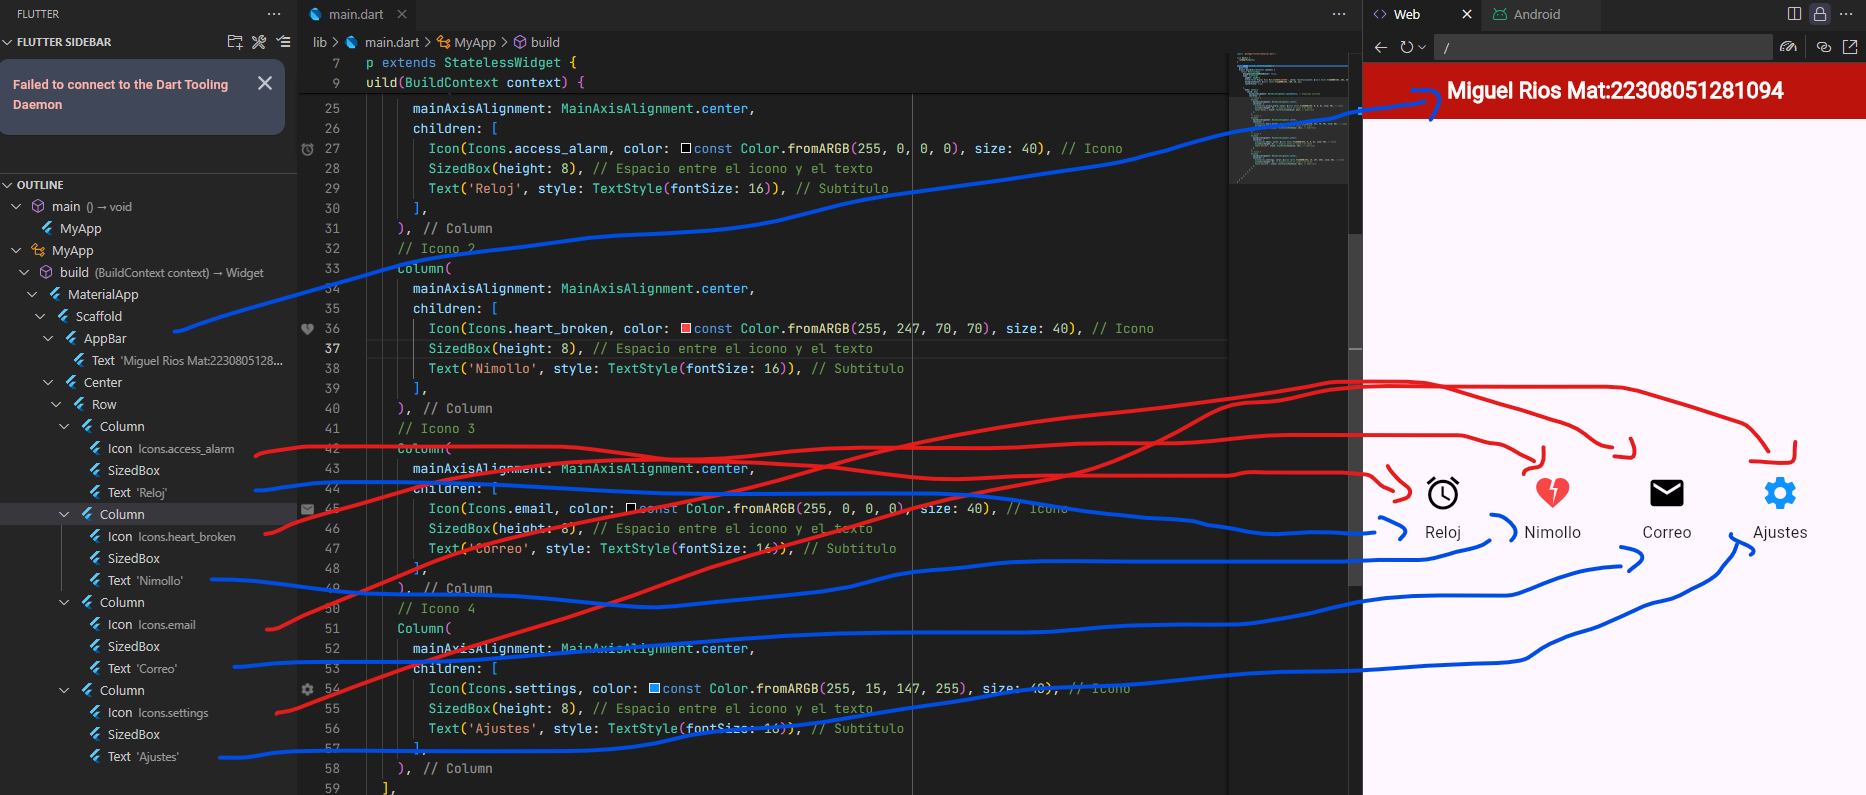 FLUTTER
FLUTTER SIDEBAR
Failed to connect to the Dart Tooling
Daemon
OUTLINE
main () → void
MyApp
MyApp
build (BuildContext context) → Widget
MaterialApp
Scaffold
AppBar
Text 'Miguel Rios Mat:2230805128...
Center
Row
Column
Icon Icons.access_alarm
SizedBox
Text 'Reloj'
Column
Icon Icons.heart_broken
SizedBox
Text 'Nimollo'
Column
Icon Icons.email
SizedBox
Text 'Correo'
Column
Icon Icons.settings
SizedBox
Text 'Ajustes'
main.dart
lib > main.dart > MyApp > build
7 p extends StatelessWidget {
9 uild(BuildContext context) {
25 mainAxisAlignment: MainAxisAlignment.center,
26 children: [
27 Icon(Icons.access_alarm, color: const Color.fromARGB(255, 0, 0, 0), size: 40), // Icono
28 SizedBox(height: 8), // Espacio entre el icono y el texto
29 Text('Reloj', style: TextStyle(fontSize: 16)), // Subtítulo
30 ],
31 ), // Column
32 // Icono 2
33 Column(
34 mainAxisAlignment: MainAxisAlignment.center,
35 children: [
36 Icon(Icons.heart_broken, color: const Color.fromARGB(255, 247, 70, 70), size: 40), // Icono
37 SizedBox(height: 8), // Espacio entre el icono y el texto
38 Text('Nimollo', style: TextStyle(fontSize: 16)), // Subtítulo
39 ],
40 ), // Column
41 // Icono 3
42 Column(
43 mainAxisAlignment: MainAxisAlignment.center,
44 children: [
45 Icon(Icons.email, color: const Color.fromARGB(255, 0, 0, 0), size: 40), // Icono
46 SizedBox(height: 8), // Espacio entre el icono y el texto
47 Text('Correo', style: TextStyle(fontSize: 16)), // Subtítulo
48 ],
49 ), // Column
50 // Icono 4
51 Column(
52 mainAxisAlignment: MainAxisAlignment.center,
53 children: [
54 Icon(Icons.settings, color: const Color.fromARGB(255, 15, 147, 255), size: 40), // Icono
55 SizedBox(height: 8), // Espacio entre el icono y el texto
56 Text('Ajustes', style: TextStyle(fontSize: 16)), // Subtítulo
57 ],
58 ), // Column
59 ],
Web
Android
/
Miguel Rios Mat:22308051281094
Reloj
Nimollo
Correo
Ajustes